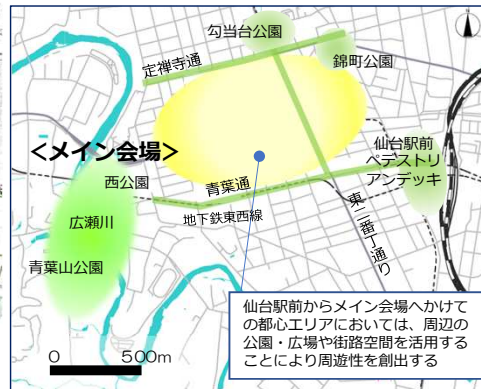 勾当台公園
定禅寺通
錦町公園
<メイン会場>
仙台駅前
ペデストリ
アンデッキ
西公園
青葉通
地下鉄東西線
東二番丁通り
広瀬川
青葉山公園
仙台駅前からメイン会場へかけて
の都心エリアにおいては、周辺の
公園・広場や街路空間を活用する
ことにより周遊性を創出する
0 500m